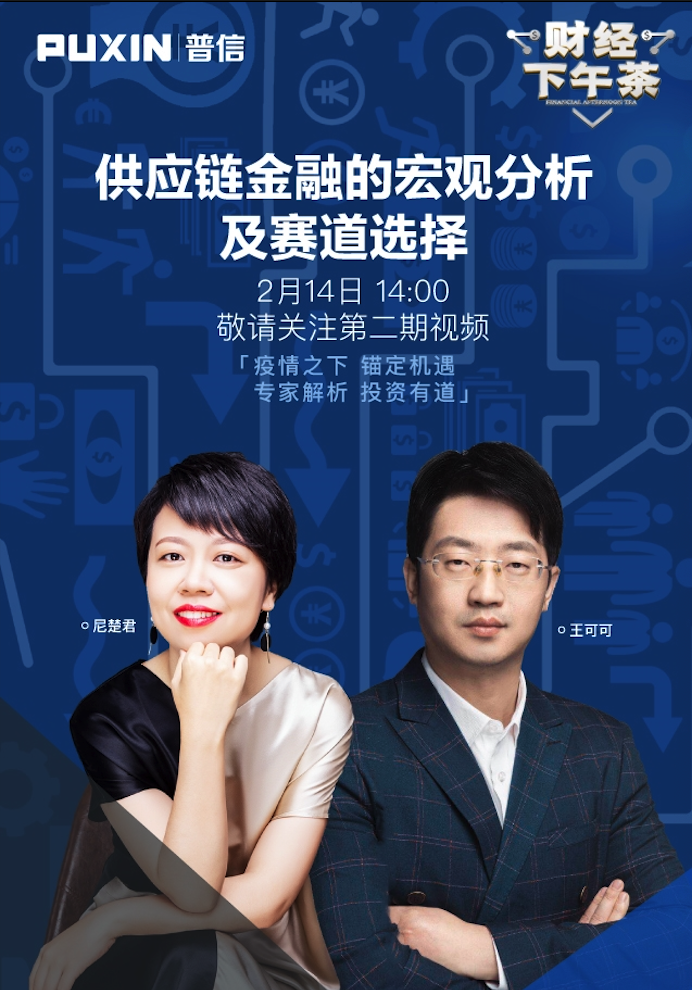 PUXIN 普信
财经
下午茶
FINANCIAL AFTERNOON TEA
供应链金融的宏观分析
及赛道选择
2月14日 14:00
敬请关注第二期视频
「疫情之下 锚定机遇
专家解析 投资有道」
尼楚君
王可可